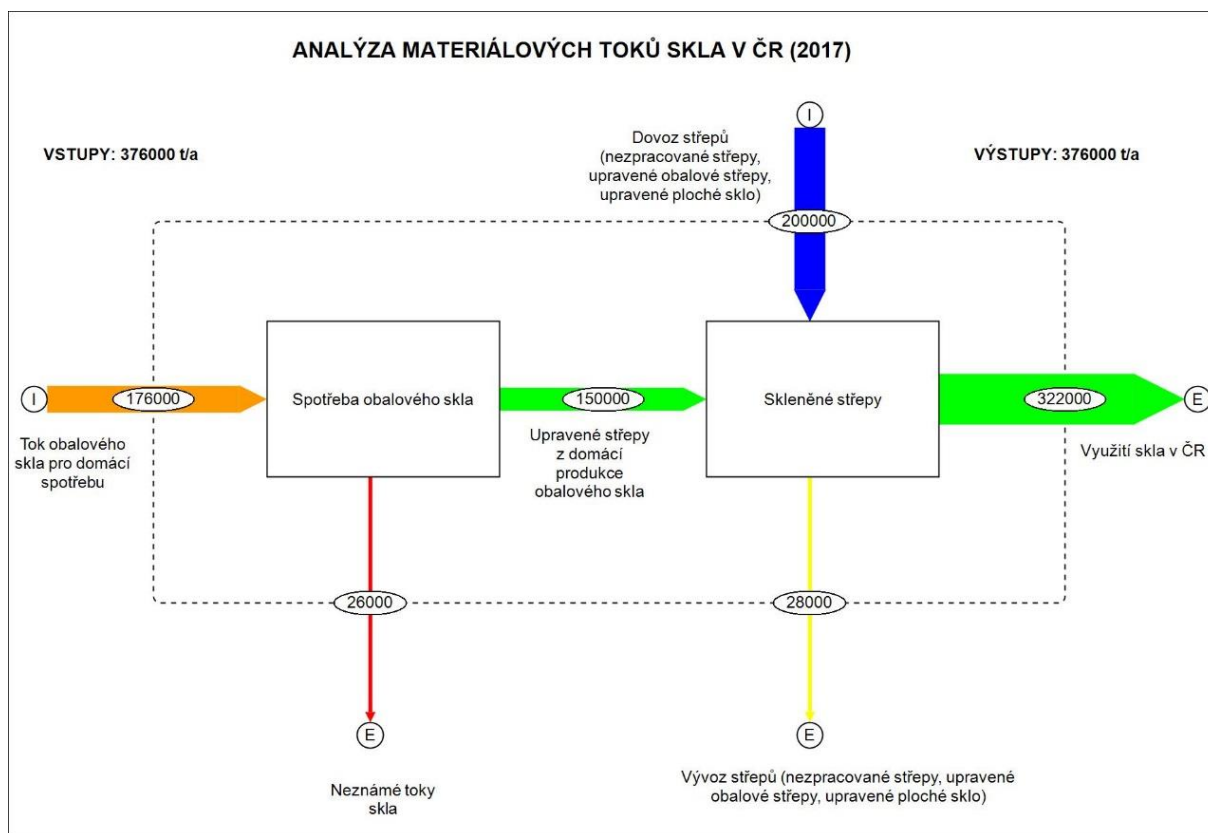 ANALÝZA MATERIÁLOVÝCH TOKŮ SKLA V ČR (2017)
VSTUPY: 376000 t/a
I
Dovoz střepů
(nezpracované střepy,
upravené obalové střepy,
upravené ploché sklo)
VÝSTUPY: 376000 t/a
200000
I
176000
Spotřeba obalového skla
150000
Skleněné střepy
322000
E
Tok obalového
skla pro domácí
spotřebu
Upravené střepy
z domácí
produkce
obalového skla
Využití skla v ČR
26000
28000
E
E
Neznámé toky
skla
Vývoz střepů (nezpracované střepy, upravené
obalové střepy, upravené ploché sklo)